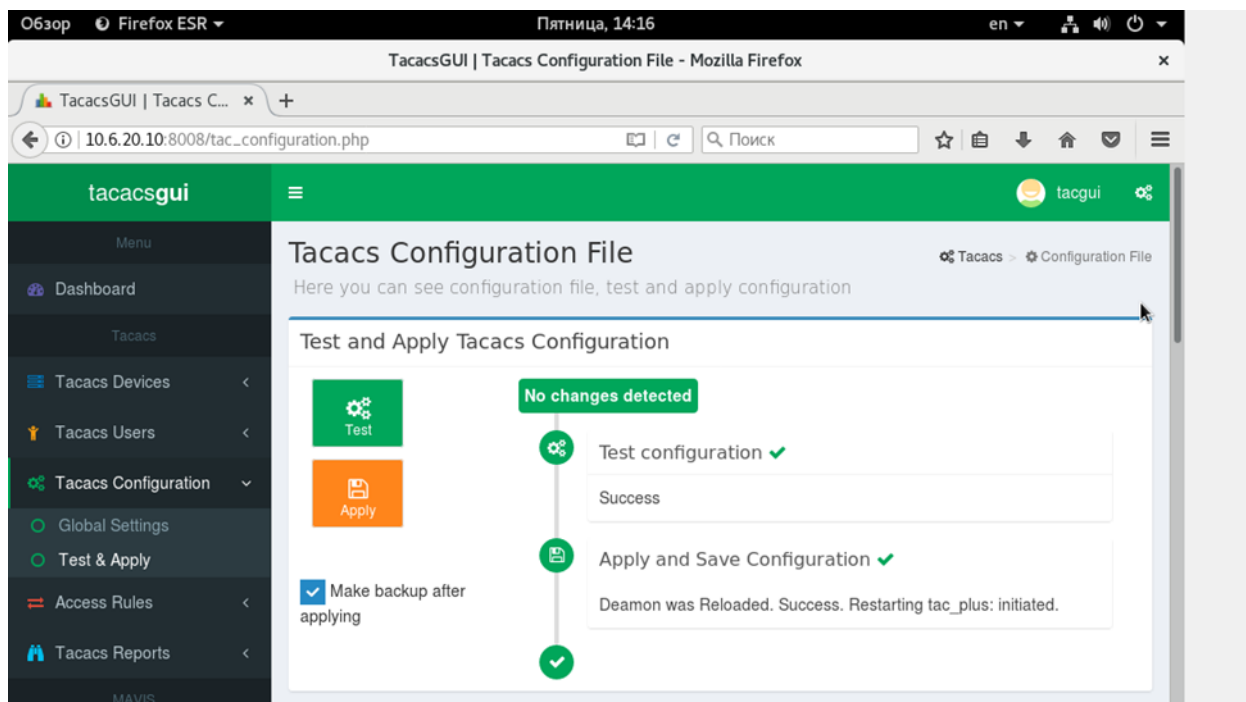 Обзор Firefox ESR Пятница, 14:16 en
TacacsGUI | Tacacs Configuration File - Mozilla Firefox
TacacsGUI | Tacacs C...
10.6.20.10:8008/tac_configuration.php Поиск
tacacsgui
tacgui
Menu
Dashboard
Tacacs
Tacacs Devices
Tacacs Users
Tacacs Configuration
Global Settings
Test & Apply
Access Rules
Tacacs Reports
MAVIS
Tacacs Configuration File
Here you can see configuration file, test and apply configuration
Tacacs > Configuration File
Test and Apply Tacacs Configuration
Test
Apply
Make backup after
applying
No changes detected
Test configuration
Success
Apply and Save Configuration
Deamon was Reloaded. Success. Restarting tac_plus: initiated.